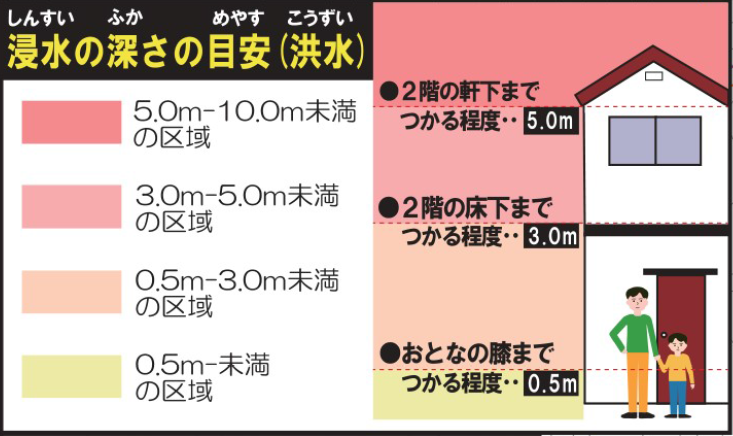 しんすい ふか めやす こうずい
浸水の深さの目安(洪水)
5.0m-10.0m未満
の区域
3.0m-5.0m未満
の区域
0.5m-3.0m未満
の区域
0.5m-未満
の区域
●2階の軒下まで
つかる程度‥5.0m
●2階の床下まで
つかる程度‥3.0m
●おとなの膝まで
つかる程度‥0.5m